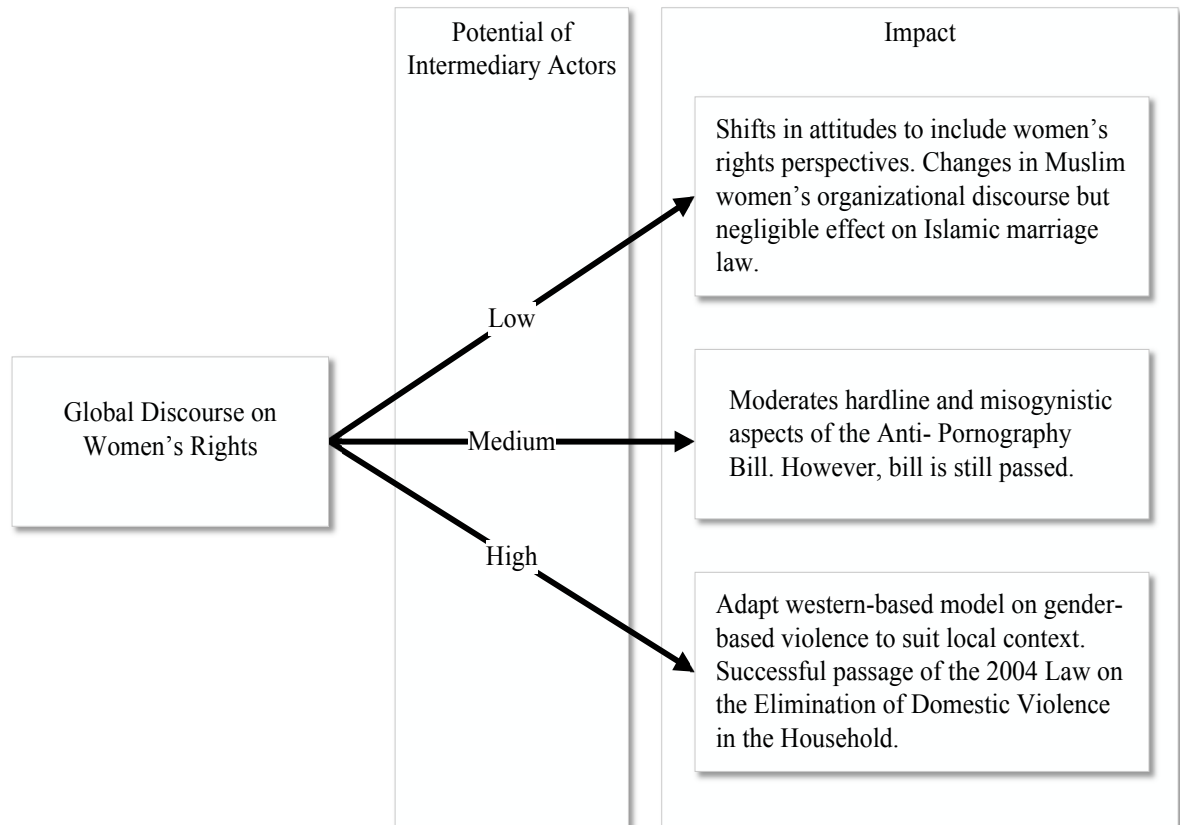 Potential of
Intermediary Actors
Impact
Shifts in attitudes to include women’s
rights perspectives. Changes in Muslim
women’s organizational discourse but
negligible effect on Islamic marriage
law.
Low
Global Discourse on
Women’s Rights
Medium
Moderates hardline and misogynistic
aspects of the Anti- Pornography
Bill. However, bill is still passed.
High
Adapt western-based model on gender-
based violence to suit local context.
Successful passage of the 2004 Law on
the Elimination of Domestic Violence
in the Household.